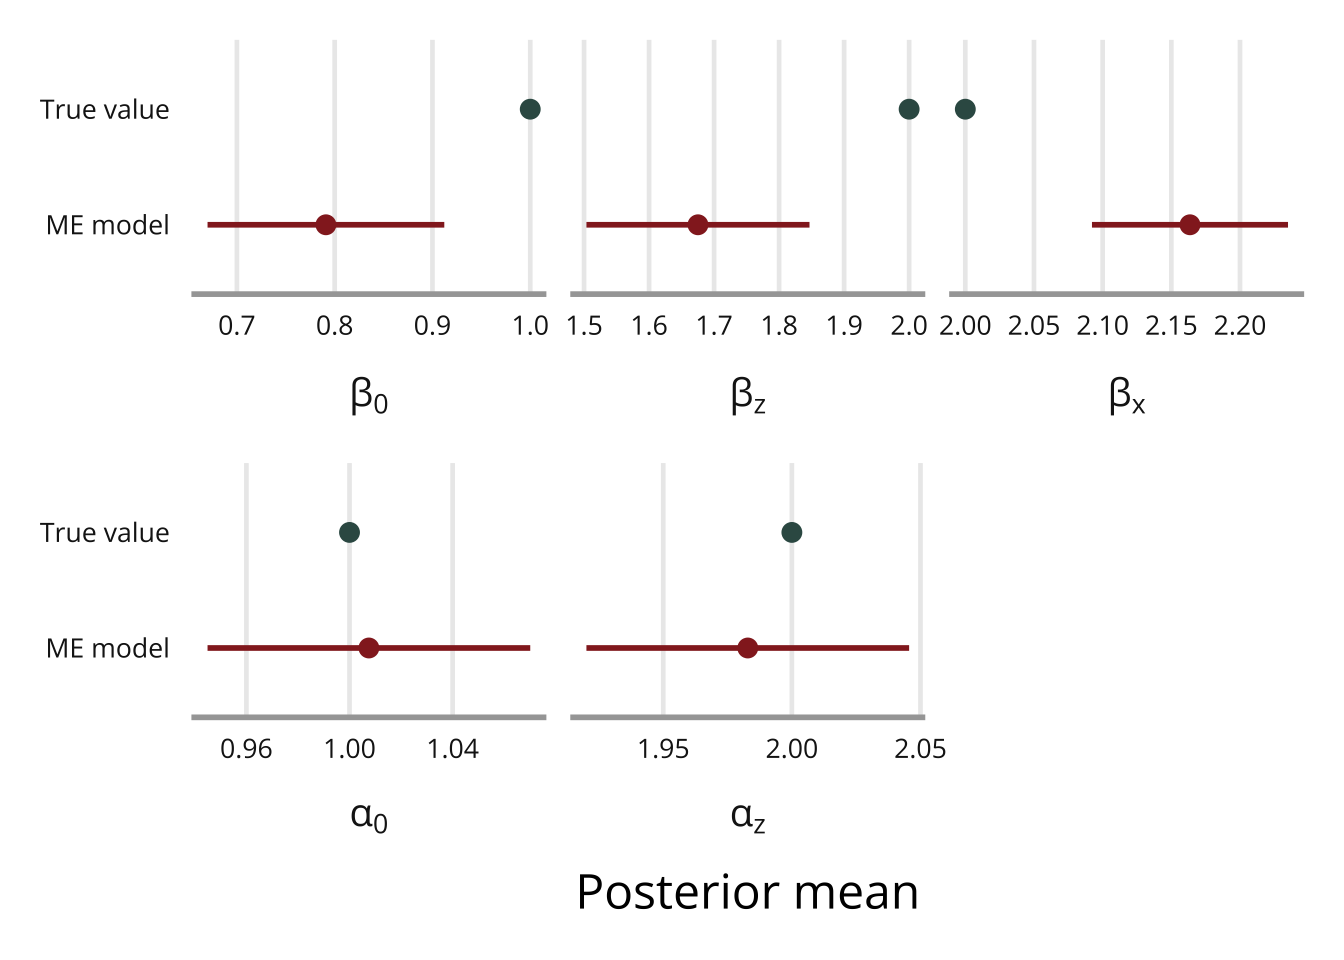 True value
ME model
0.7 0.8 0.9 1.0 1.5 1.6 1.7 1.8 1.9 2.0 2.00 2.05 2.10 2.15 2.20
β0 βz βx
True value
ME model
0.96 1.00 1.04 1.95 2.00 2.05
α0 αz
Posterior mean